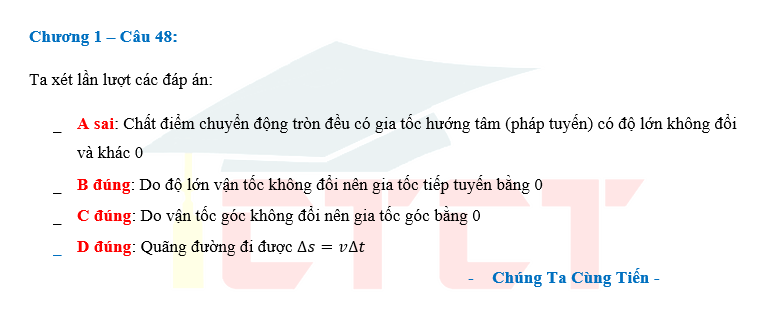 Chương 1 – Câu 48:
Ta xét lần lượt các đáp án:
_ A sai: Chất điểm chuyển động tròn đều có gia tốc hướng tâm (pháp tuyến) có độ lớn không đổi
và khác 0
_ B đúng: Do độ lớn vận tốc không đổi nên gia tốc tiếp tuyến bằng 0
_ C đúng: Do vận tốc góc không đổi nên gia tốc góc bằng 0
_ D đúng: Quãng đường đi được Δs = vΔt
- Chúng Ta Cùng Tiến -
CTCT